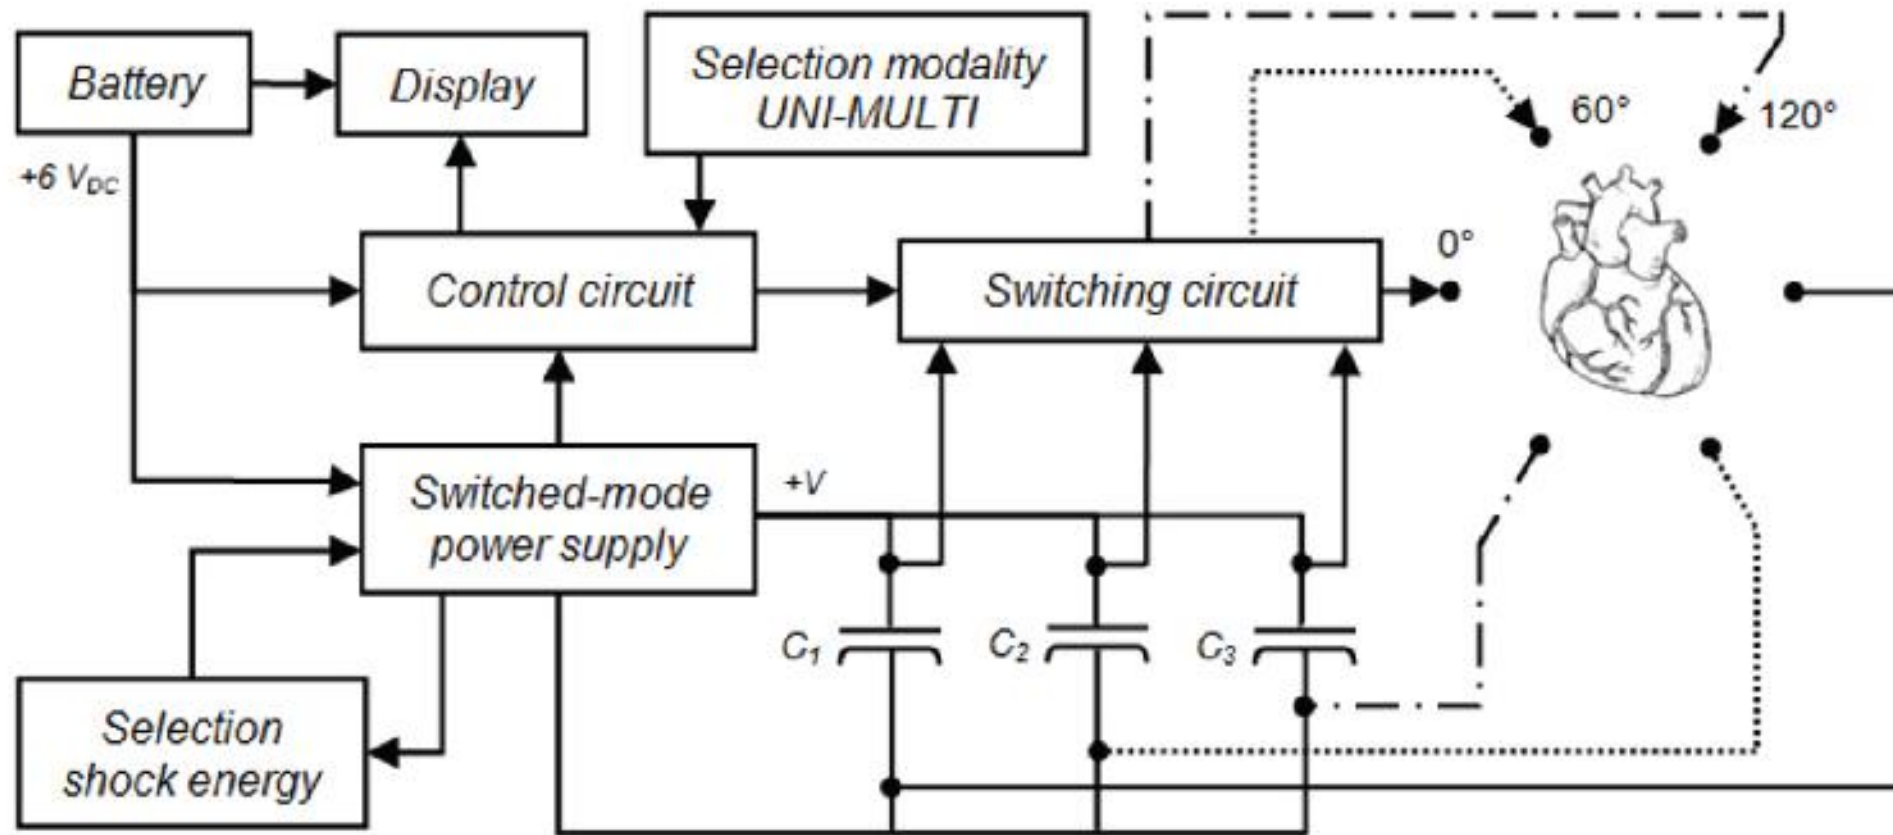 Battery
Display
Selection modality
UNI-MULTI
60°
120°
+6 V_DC
0°
Control circuit
Switching circuit
Switched-mode
power supply
+V
C₁
C₂
C₃
Selection
shock energy